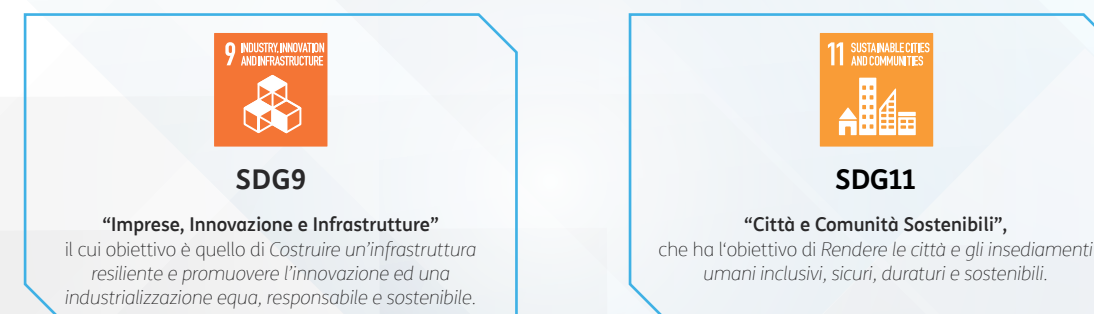 9 INDUSTRY, INNOVATION
AND INFRASTRUCTURE
SDG9
“Imprese, Innovazione e Infrastrutture”
il cui obiettivo è quello di Costruire un’infrastruttura
resiliente e promuovere l’innovazione ed una
industrializzazione equa, responsabile e sostenibile.
11 SUSTAINABLE CITIES
AND COMMUNITIES
SDG11
“Città e Comunità Sostenibili”,
che ha l‘obiettivo di Rendere le città e gli insediamenti
umani inclusivi, sicuri, duraturi e sostenibili.